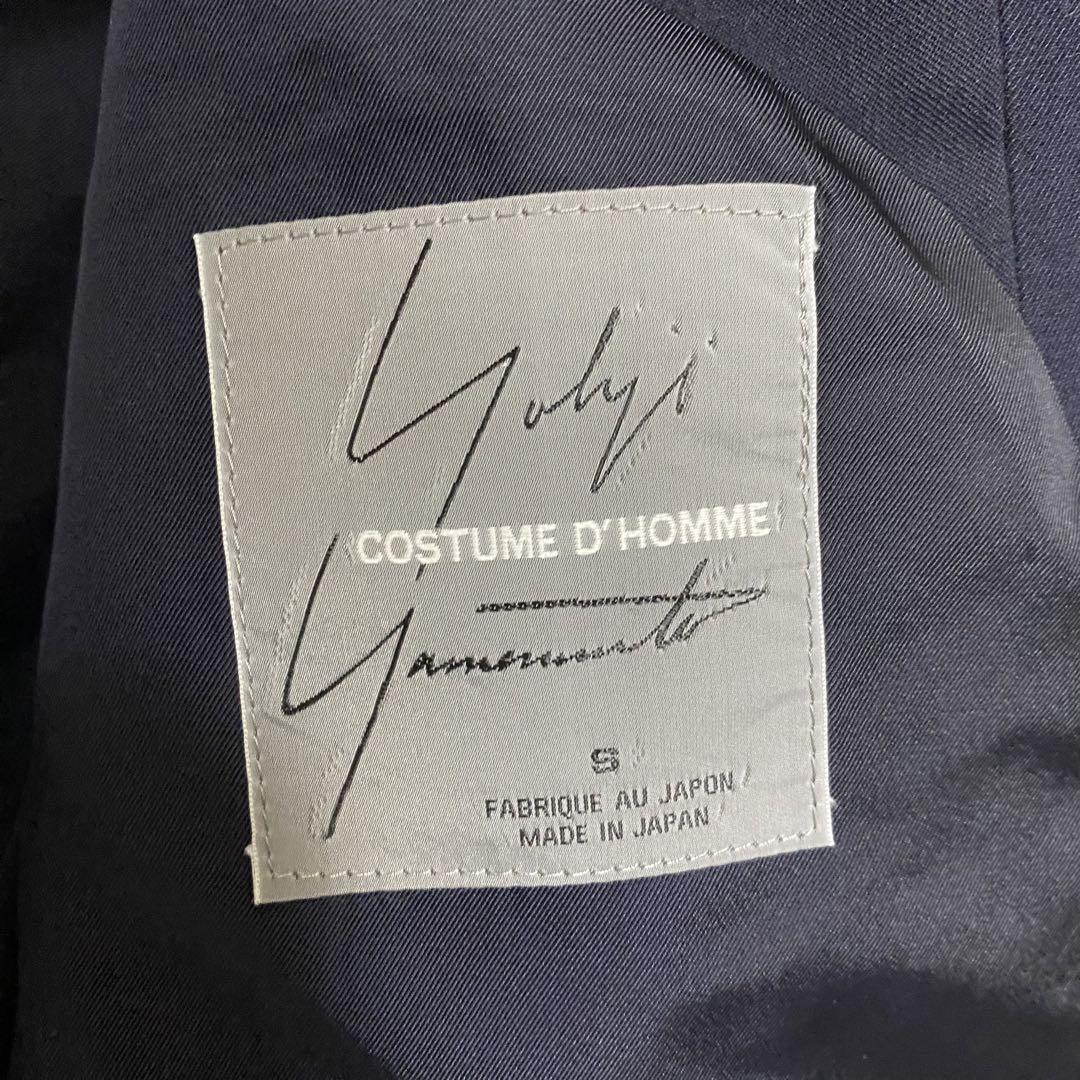 Yohji
COSTUME D'HOMME
Yamamoto
S
FABRIQUE AU JAPON
MADE IN JAPAN